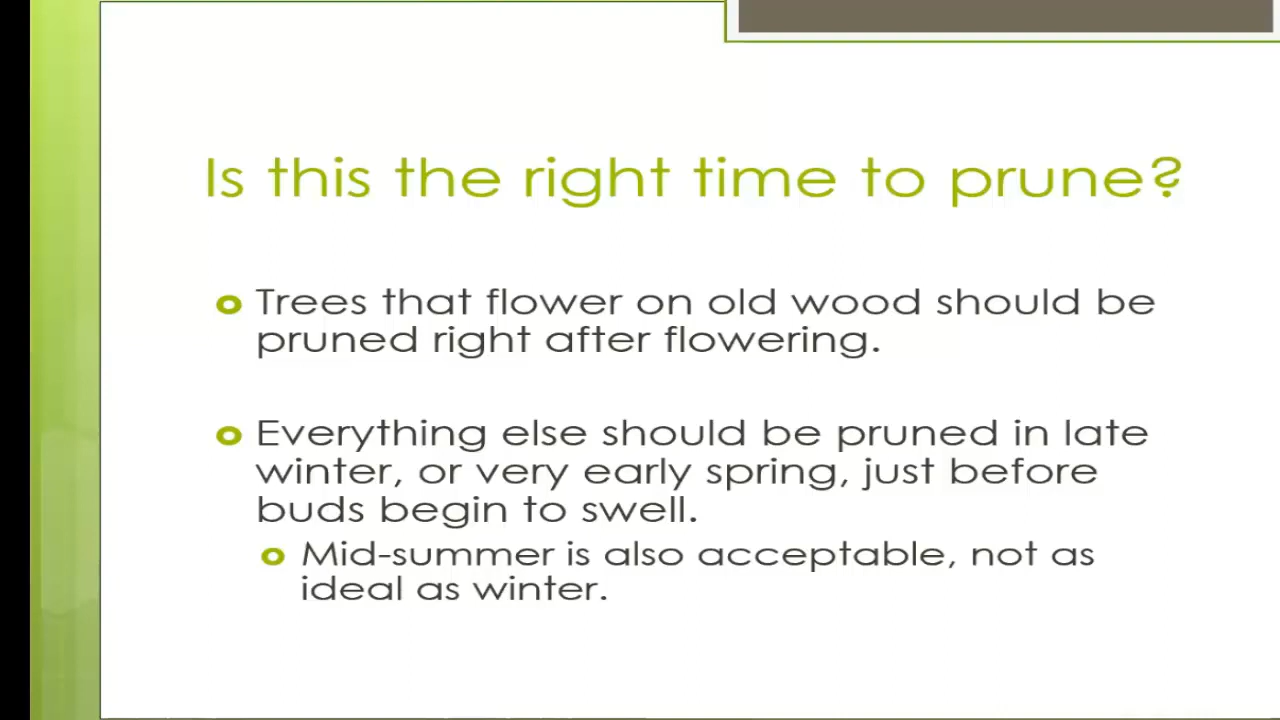 Is this the right time to prune?
Trees that flower on old wood should be
pruned right after flowering.
Everything else should be pruned in late
winter, or very early spring, just before
buds begin to swell.
Mid-summer is also acceptable, not as
ideal as winter.